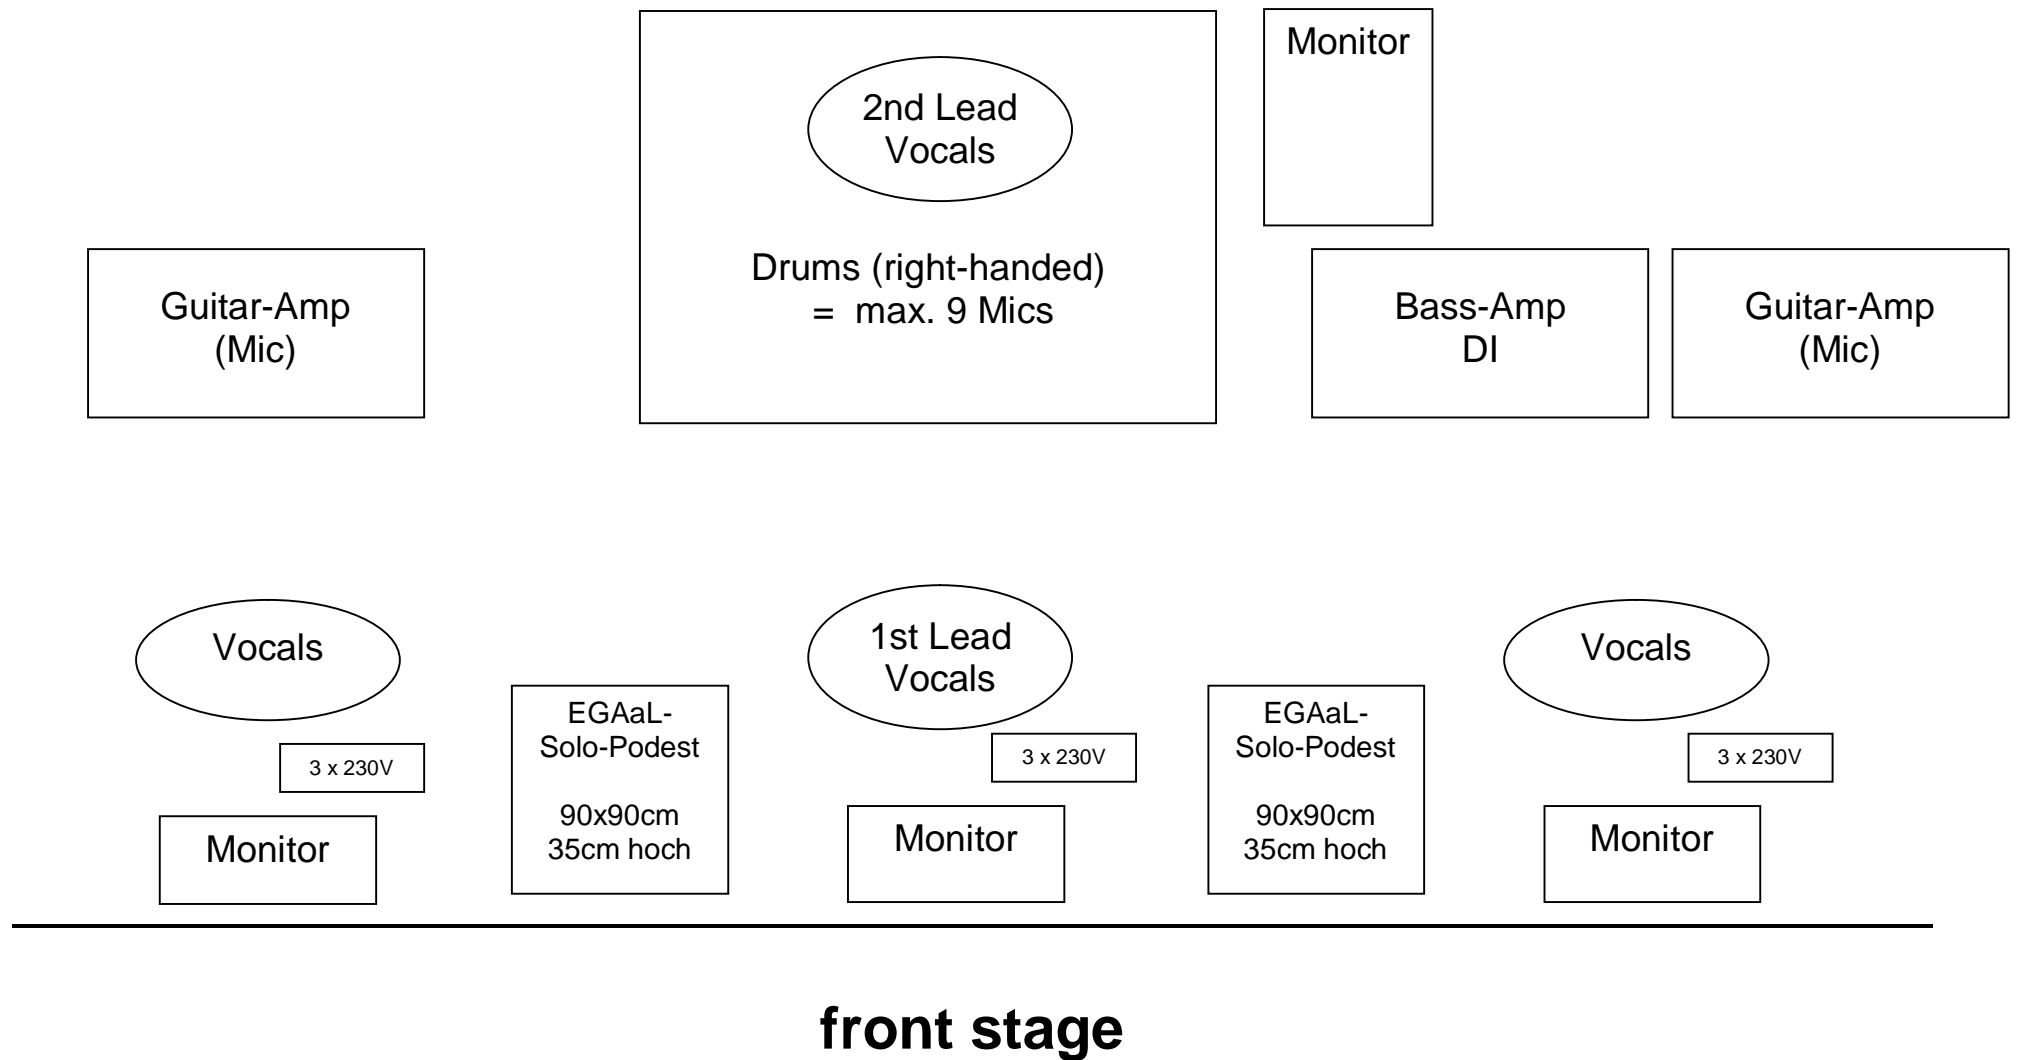 Monitor
2nd Lead
Vocals
Drums (right-handed)
= max. 9 Mics
Guitar-Amp
(Mic)
Bass-Amp
DI
Guitar-Amp
(Mic)
Vocals
1st Lead
Vocals
Vocals
EGAaL-
Solo-Podest
90x90cm
35cm hoch
EGAaL-
Solo-Podest
90x90cm
35cm hoch
3 x 230V
3 x 230V
3 x 230V
Monitor
Monitor
Monitor
front stage